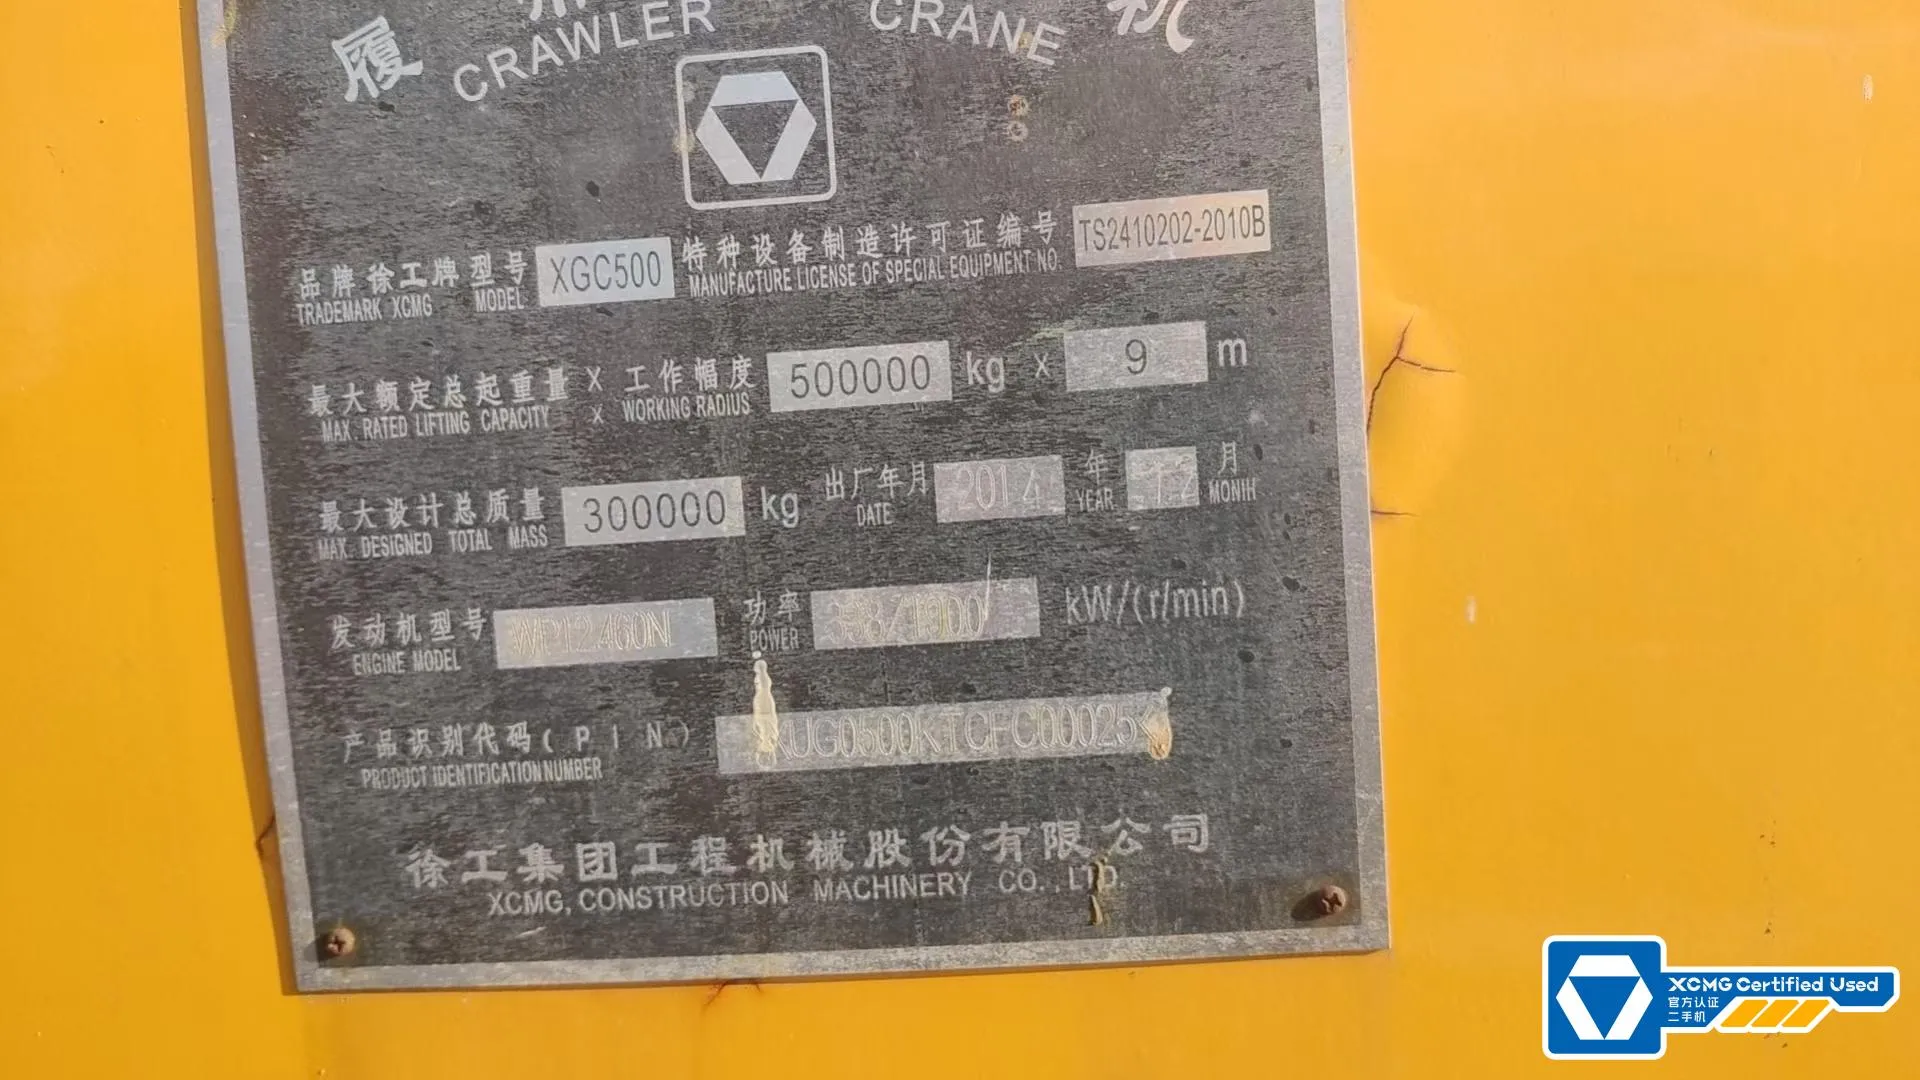 履 机
CRAWLER CRANE
品牌 徐工牌 型号 XGC500 特种设备制造许可证编号 TS2410202-2010B
TRADEMARK XCMG MODEL MANUFACTURE LICENSE OF SPECIAL EQUIPMENT NO.
最大额定总起重量 X 工作幅度 500000 kg x 9 m
MAX. RATED LIFTING CAPACITY x WORKING RADIUS
最大设计总质量 300000 kg 出厂年月 2014 年 12 月
MAX. DESIGNED TOTAL MASS DATE YEAR MONIH
发动机型号 WP12.460N 功率 338/1900 kW/(r/min)
ENGINE MODEL POWER
产品识别代码(PIN)
PRODUCT IDENTIFICATION NUMBER
徐工集团工程机械股份有限公司
XCMG, CONSTRUCTION MACHINERY CO., LTD.
XCMG Certified Used
官方认证
二手机